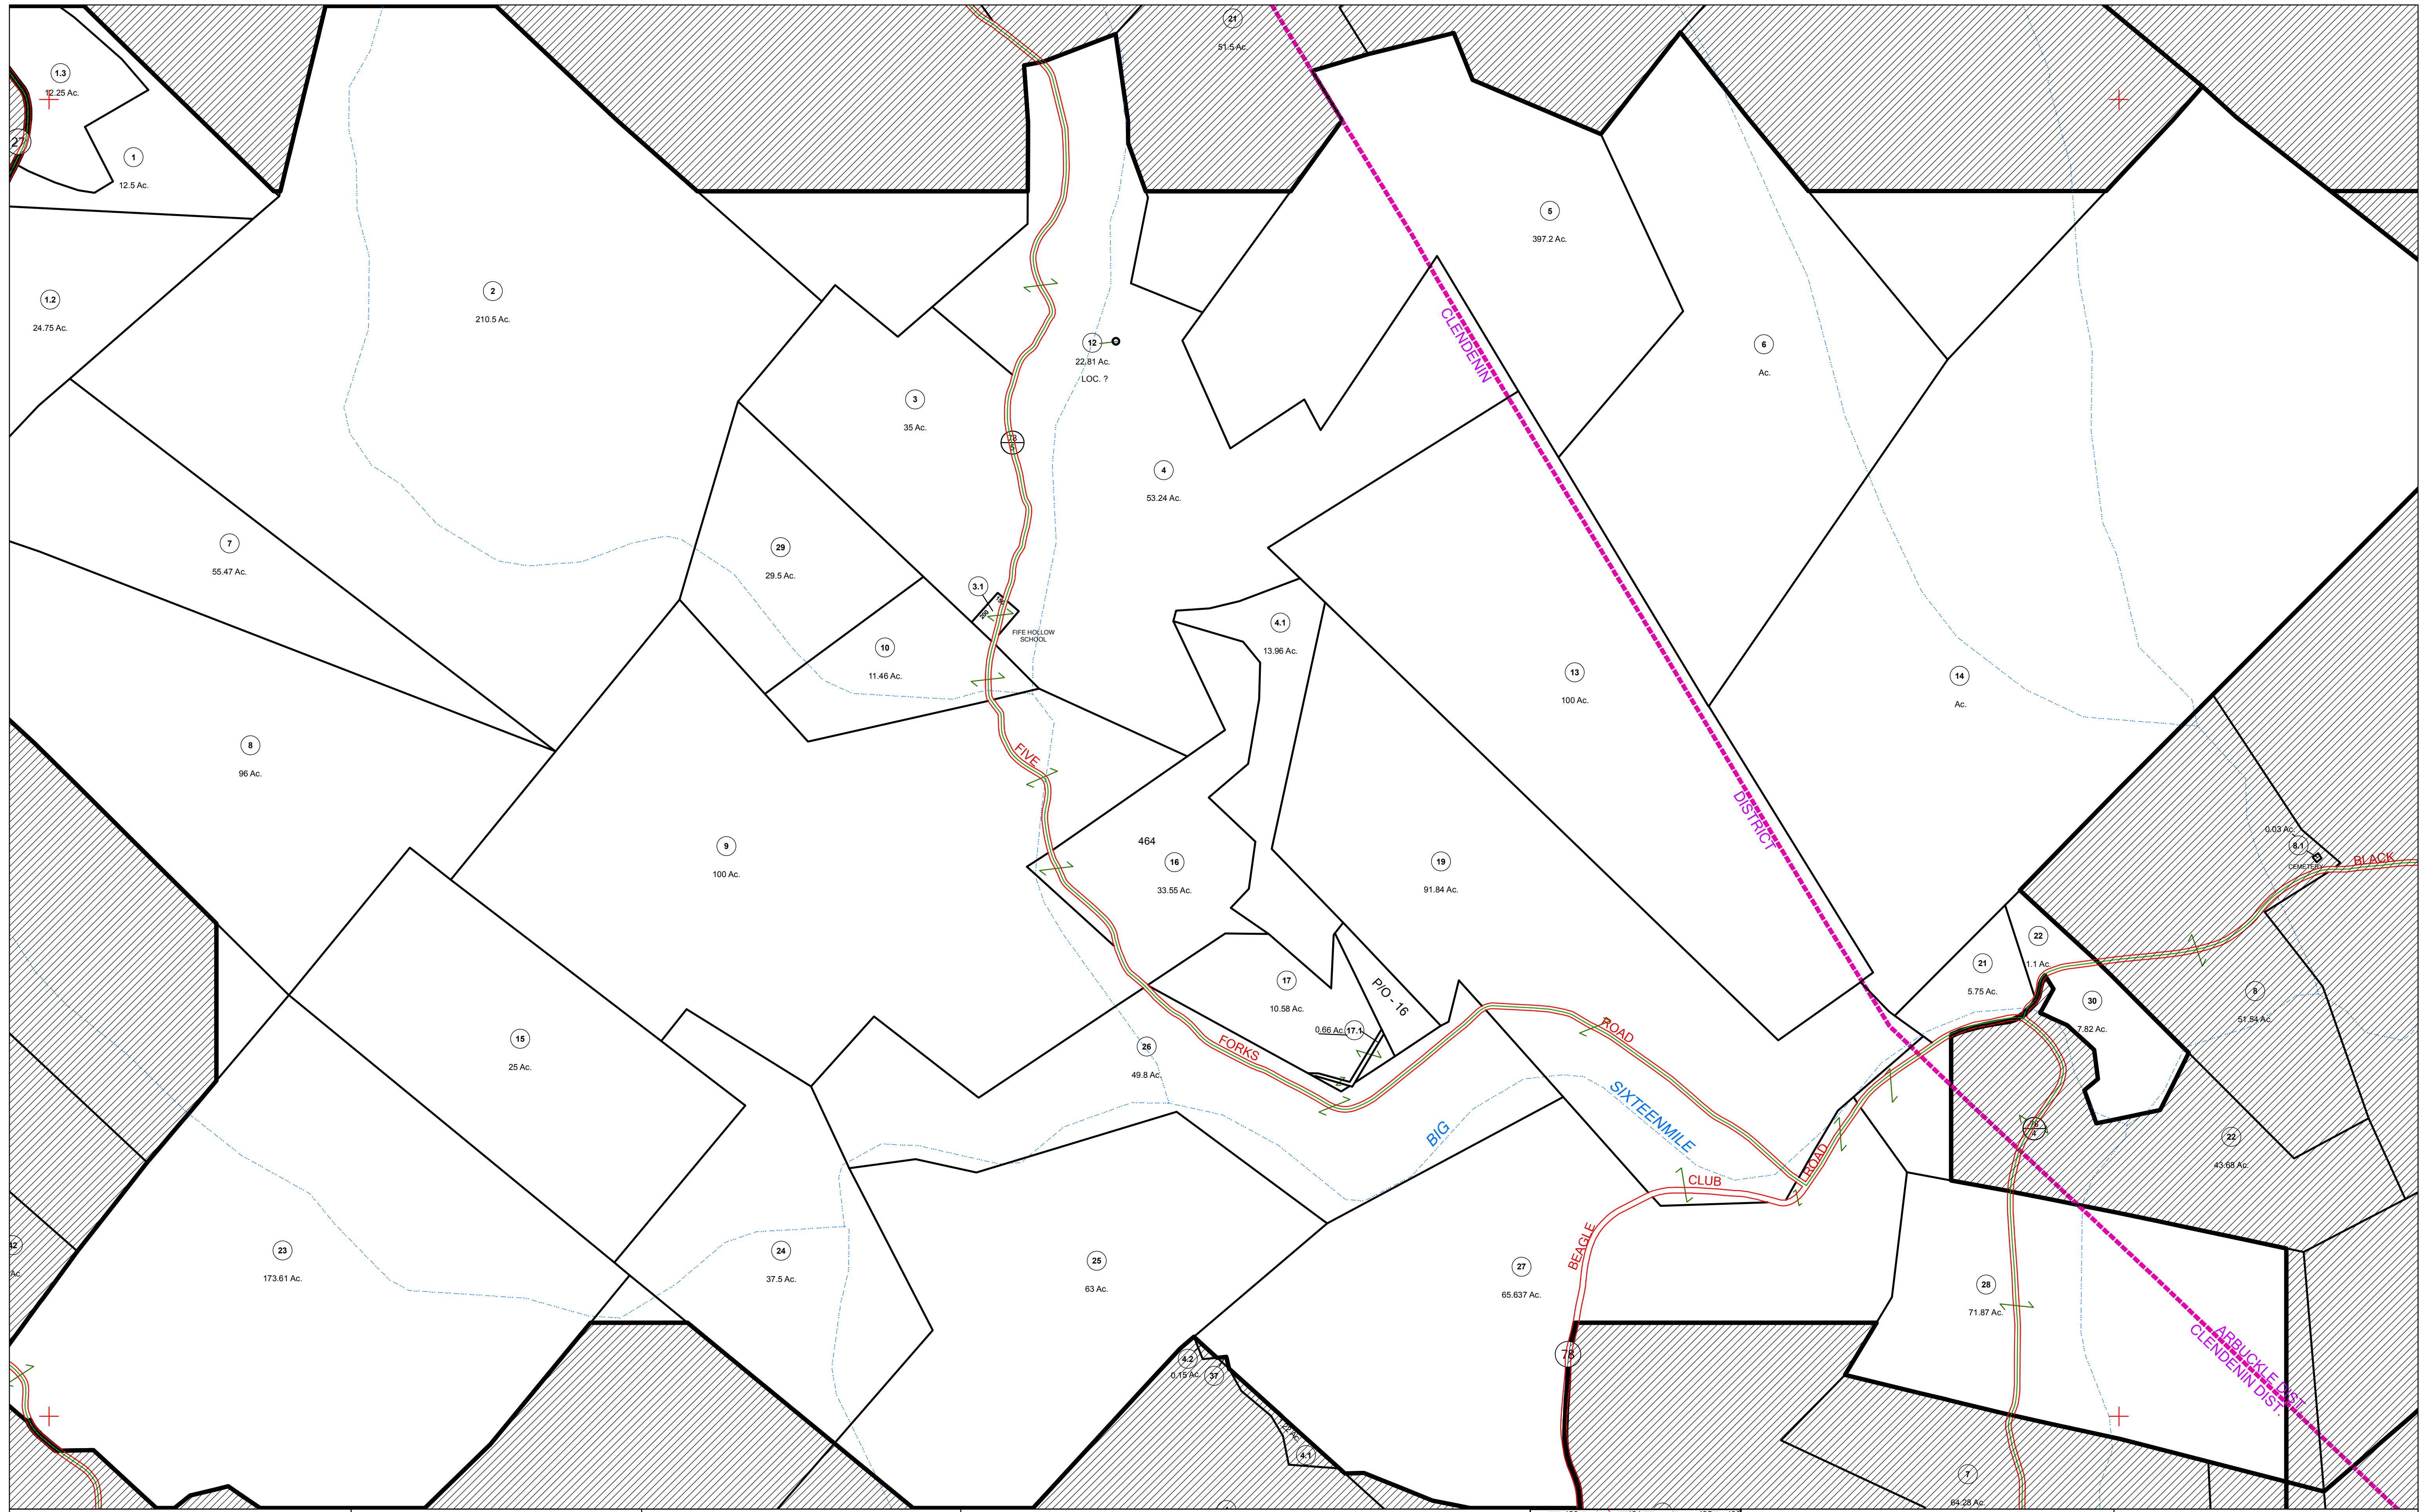 21
51.5 Ac.
1.3
12.25 Ac.
27
1
12.5 Ac.
5
397.2 Ac.
2
210.5 Ac.
1.2
24.75 Ac.
12
22.81 Ac.
LOC. ?
6
Ac.
CLENDENIN
3
35 Ac.
78
5
4
53.24 Ac.
7
55.47 Ac.
29
29.5 Ac.
3.1
FIFE HOLLOW
SCHOOL
4.1
13.96 Ac.
10
11.46 Ac.
13
100 Ac.
14
Ac.
8
96 Ac.
FIVE
DISTRICT
9
100 Ac.
464
16
33.55 Ac.
19
91.84 Ac.
0.03 Ac.
8.1
CEMETERY
BLACK
22
1.1 Ac.
21
5.75 Ac.
17
10.58 Ac.
P/O - 16
0.66 Ac.
17.1
30
7.82 Ac.
8
51.54 Ac.
15
25 Ac.
26
49.8 Ac.
FORKS
ROAD
SIXTEENMILE
BIG
4
22
43.68 Ac.
ROAD
CLUB
BEAGLE
42
Ac.
23
173.61 Ac.
24
37.5 Ac.
25
63 Ac.
27
65.637 Ac.
28
71.87 Ac.
ARBUCKLE DIST.
CLENDENIN DIST.
78
4.2
0.15 Ac.
37
4.1
7
64.28 Ac.